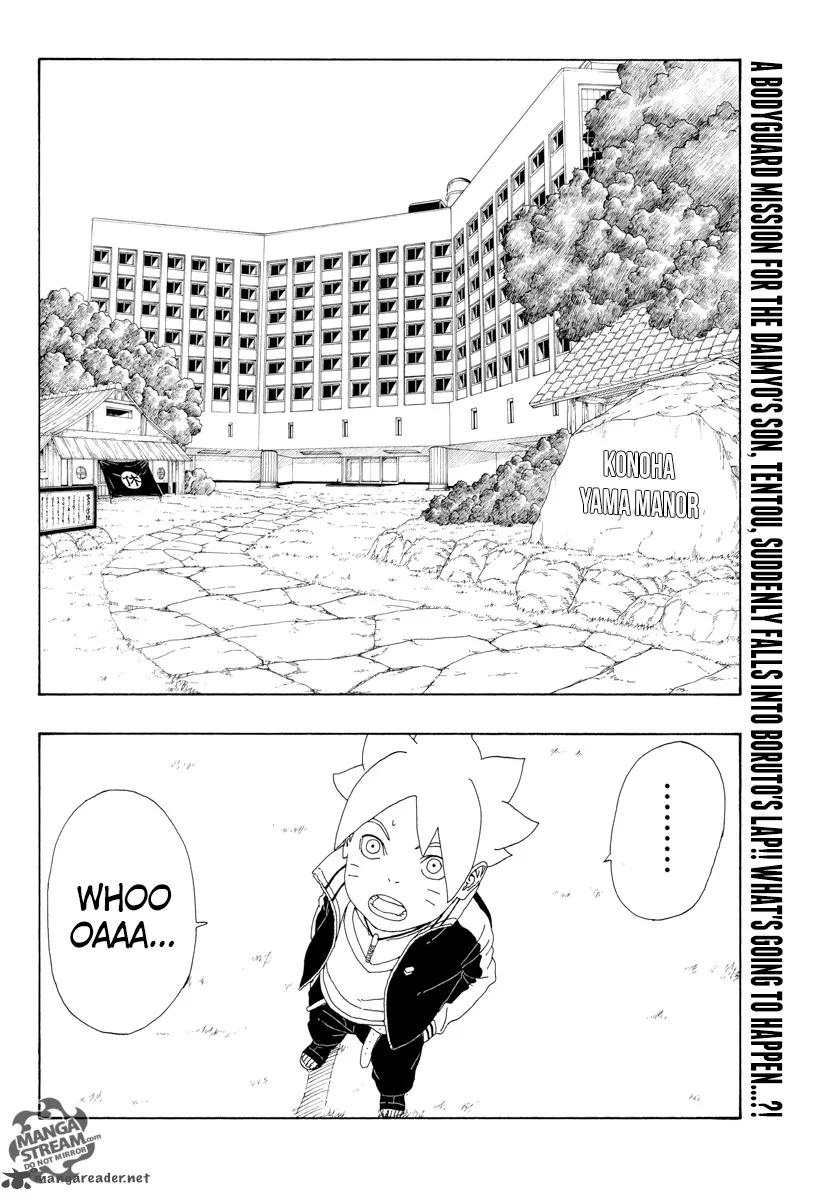 A BODYGUARD MISSION FOR THE DAIMYO'S SON, TENTOU, SUDDENLY FALLS INTO BORUTO'S LAP!! WHAT'S GOING TO HAPPEN...?!
KONOHA
YAMA MANOR
.........
WHOO
OAAA...
MANGA
STREAM.com
DO NOT MIRROR
mangareader.net